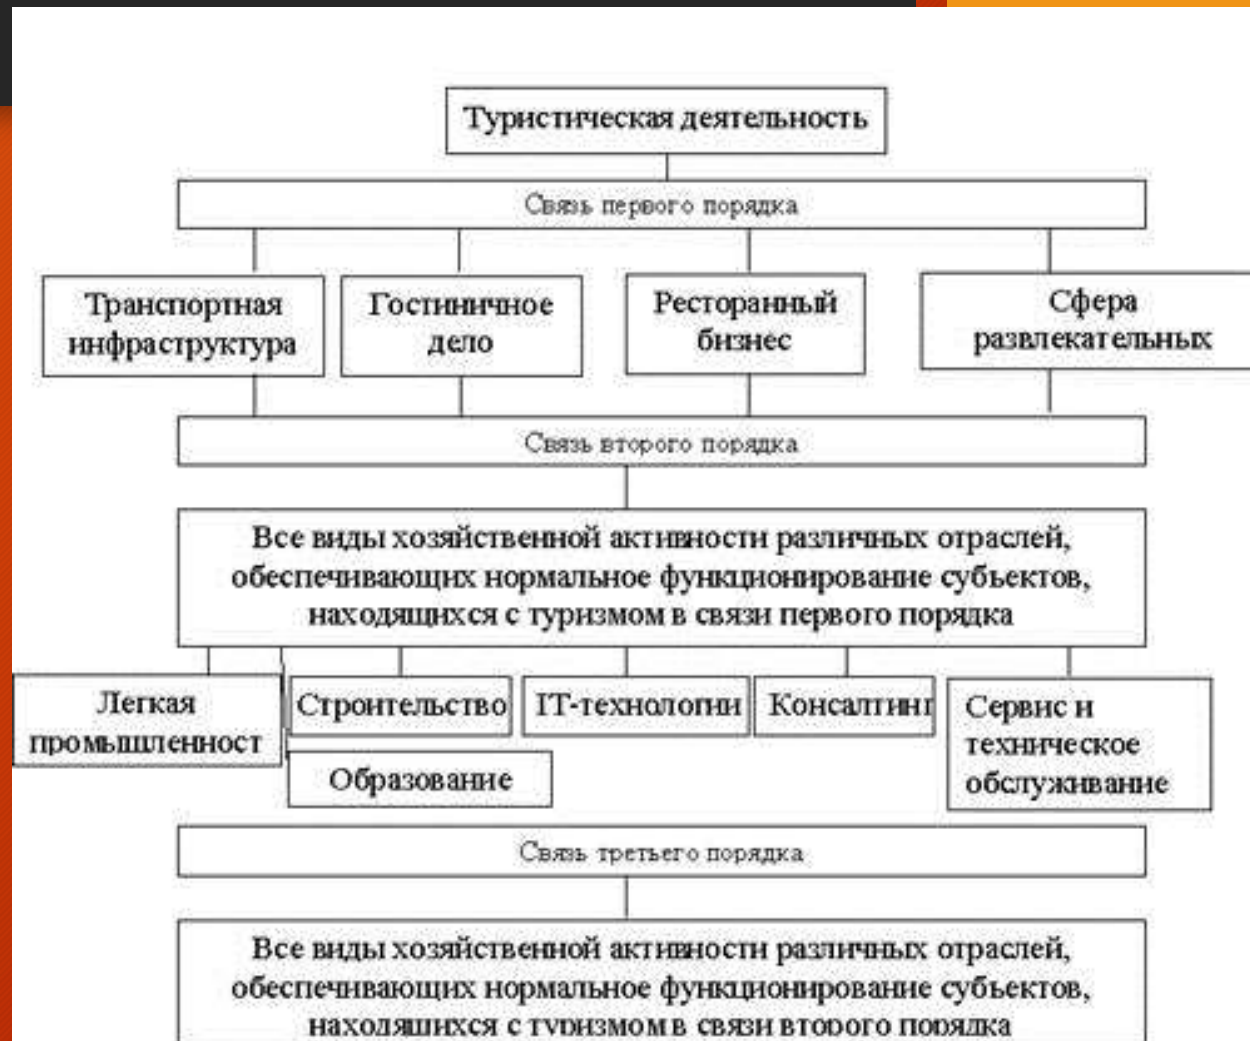 Туристическая деятельность
Связь первого порядка
Транспортная
инфраструктура
Гостиничное
дело
Ресторанный
бизнес
Сфера
развлекательных
Связь второго порядка
Все виды хозяйственной активности различных отраслей,
обеспечивающих нормальное функционирование субъектов,
находящихся с туризмом в связи первого порядка
Легкая
промышленност
Строительство
IT-технологии
Консалтинг
Сервис и
техническое
обслуживание
Образование
Связь третьего порядка
Все виды хозяйственной активности различных отраслей,
обеспечивающих нормальное функционирование субъектов,
находящихся с туризмом в связи второго порядка